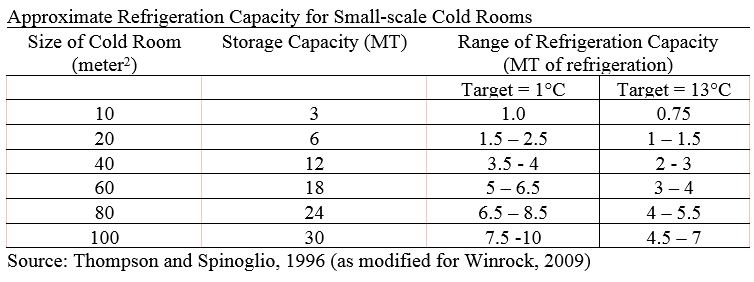 Approximate Refrigeration Capacity for Small-scale Cold Rooms
Size of Cold Room Storage Capacity (MT) Range of Refrigeration Capacity
(meter²) (MT of refrigeration)
Target = 1°C Target = 13°C
10 3 1.0 0.75
20 6 1.5 – 2.5 1 – 1.5
40 12 3.5 - 4 2 - 3
60 18 5 – 6.5 3 – 4
80 24 6.5 – 8.5 4 – 5.5
100 30 7.5 -10 4.5 – 7
Source: Thompson and Spinoglio, 1996 (as modified for Winrock, 2009)